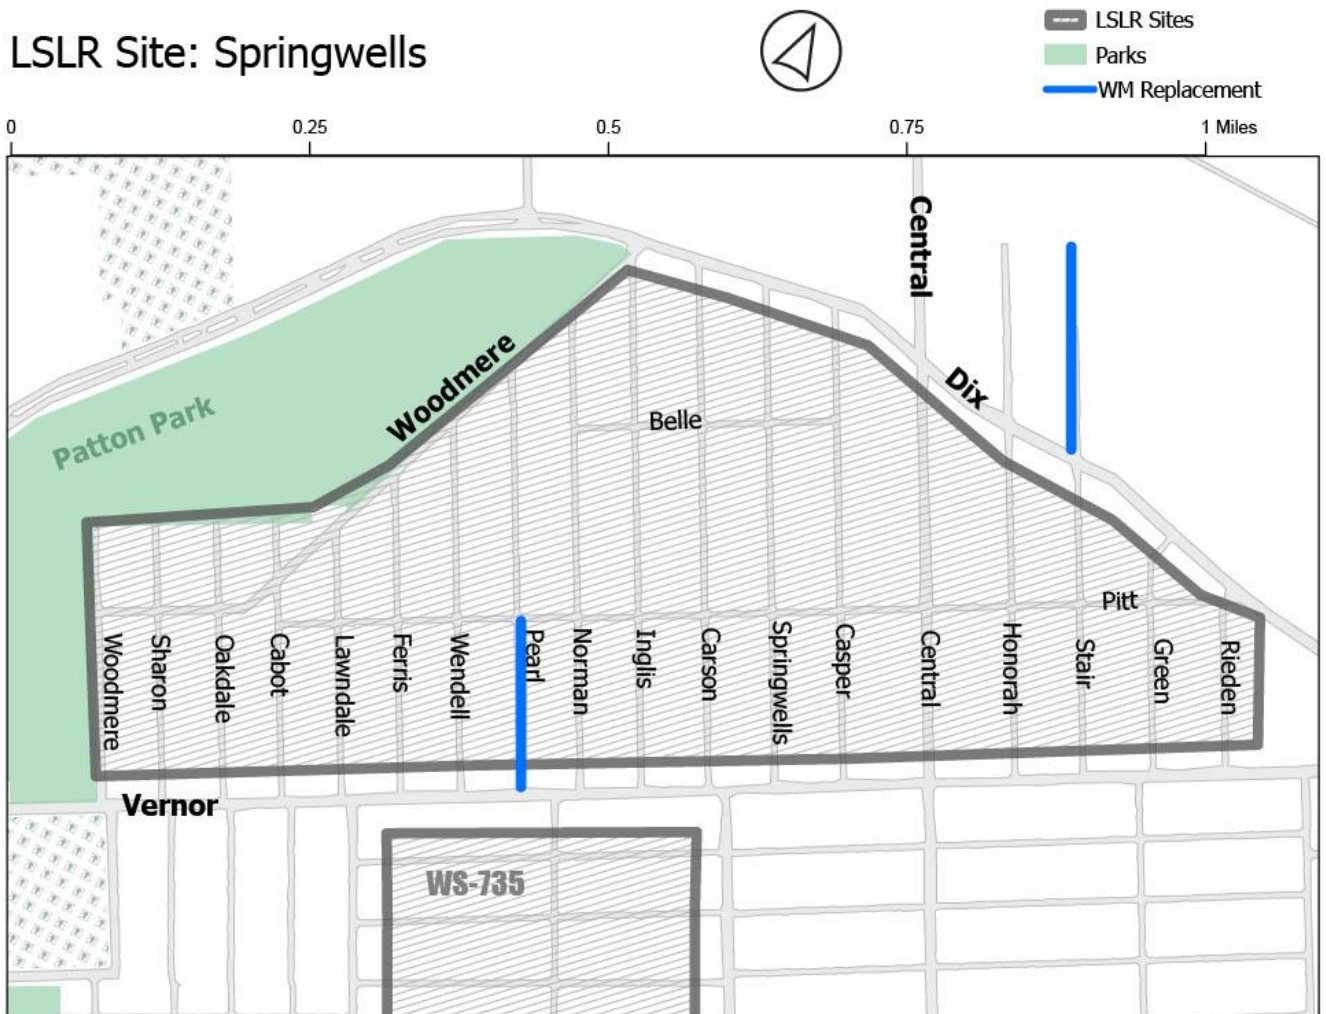 LSLR Site: Springwells
LSLR Sites
Parks
WM Replacement
0 0.25 0.5 0.75 1 Miles
Central
Woodmere
Dix
Patton Park
Belle
Pitt
Woodmere
Sharon
Oakdale
Cabot
Lawndale
Ferris
Wendell
Pearl
Norman
Inglis
Carson
Springwells
Casper
Central
Honorah
Stair
Green
Rieden
Vernor
WS-735